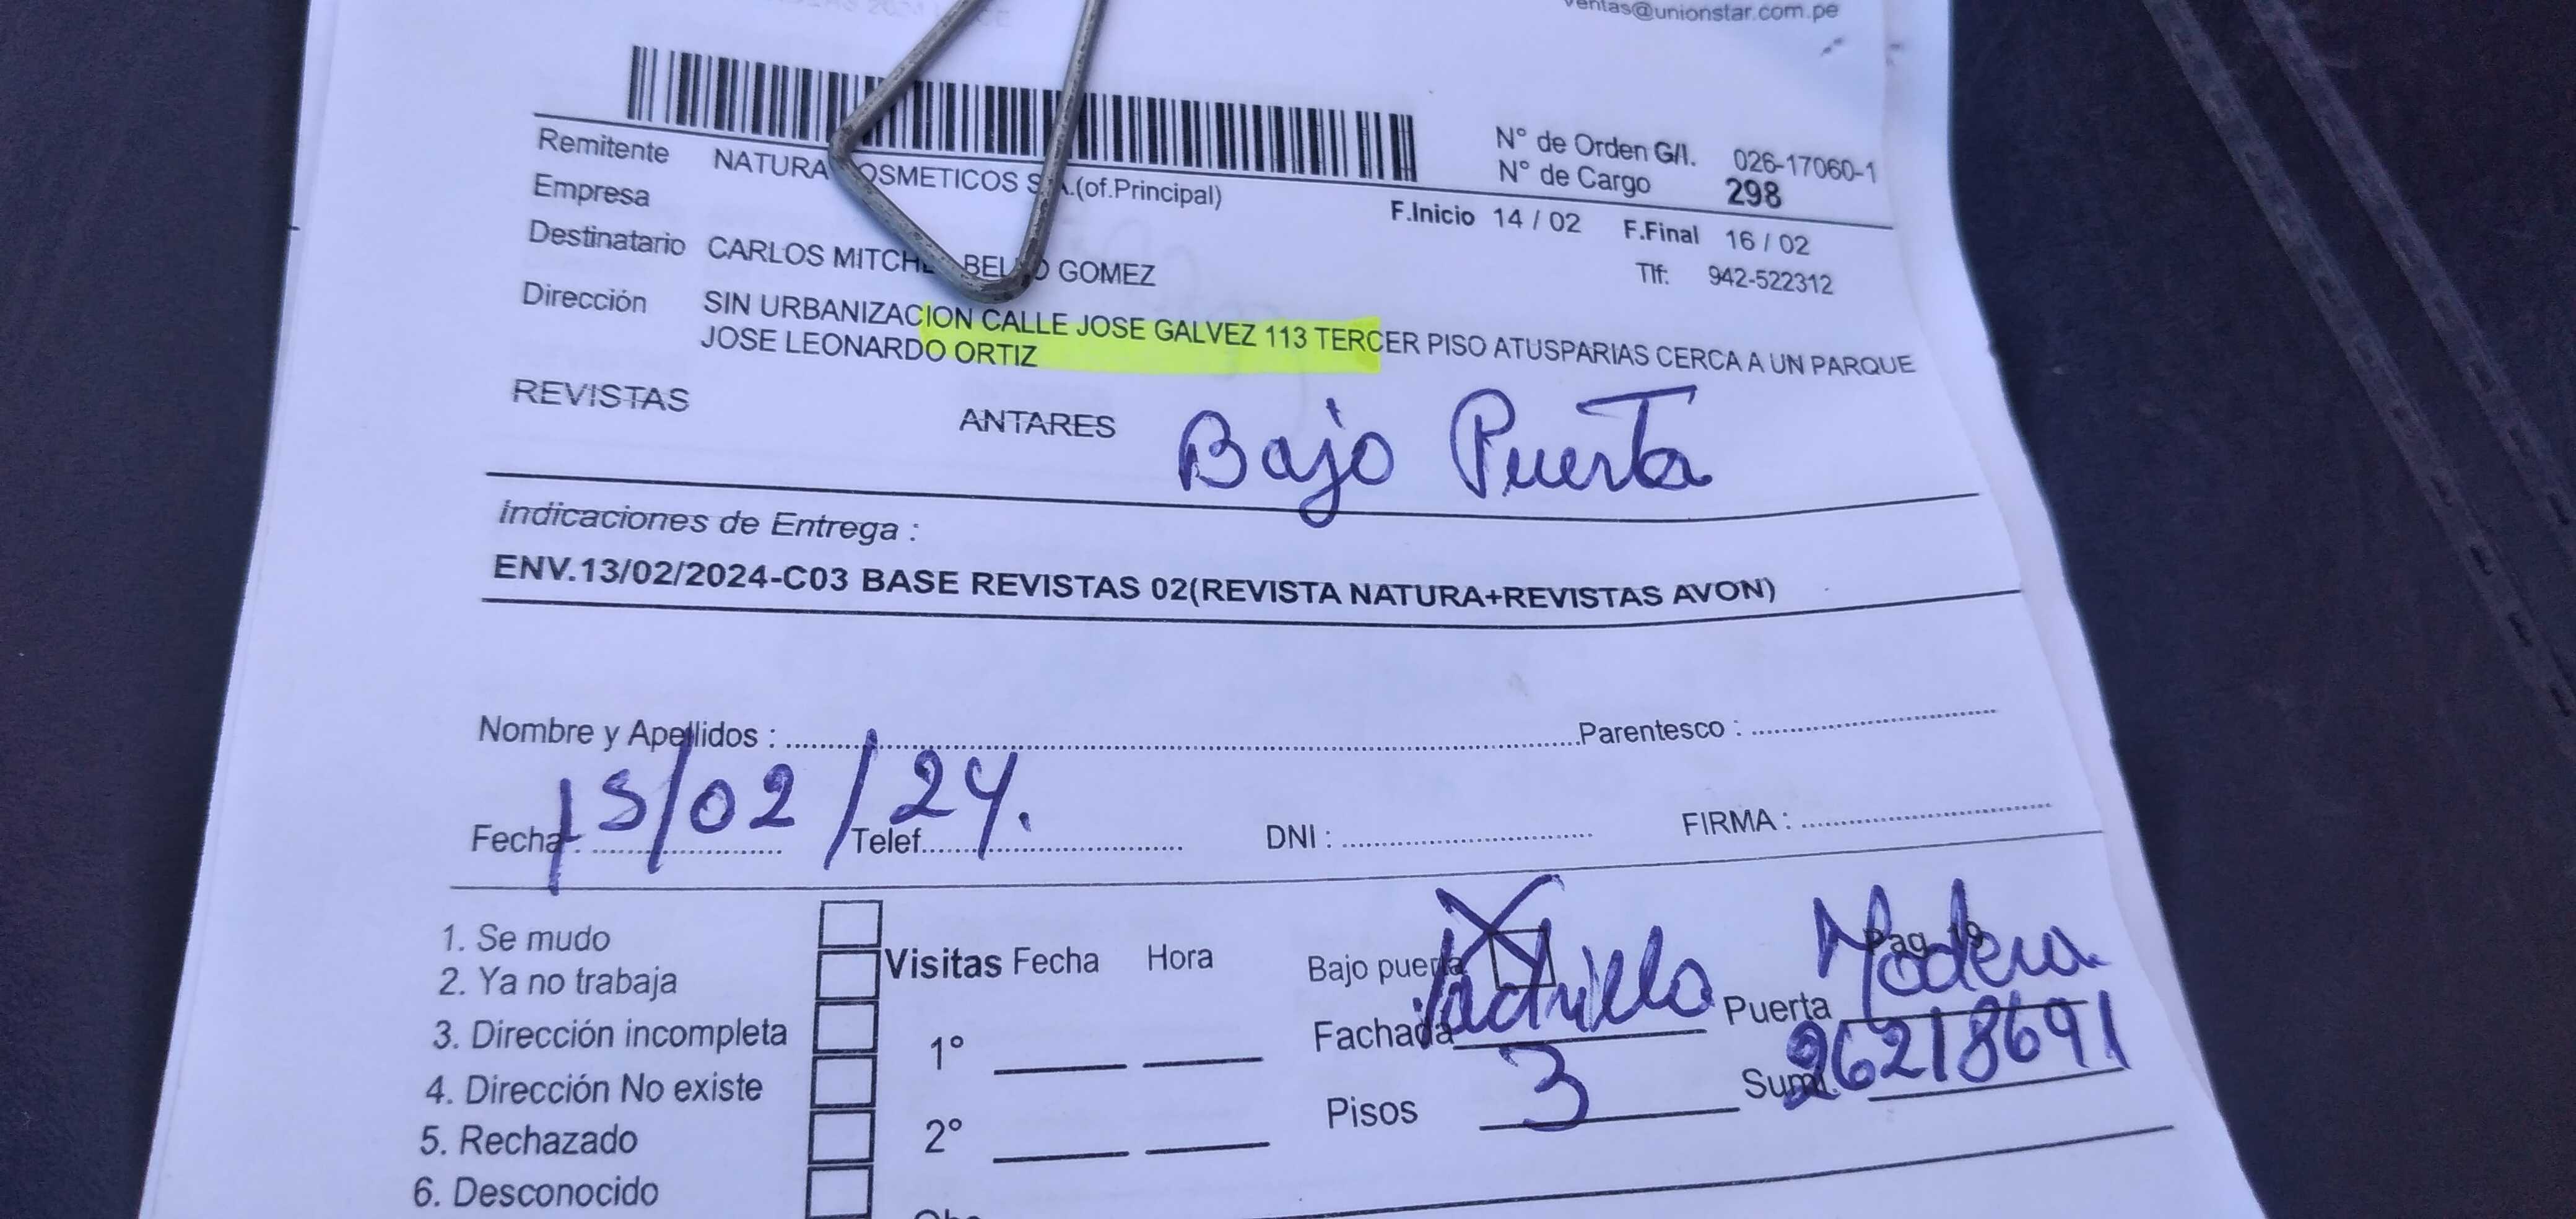 ventas@unionstar.com.pe
N° de Orden G/I. 026-17060-1
N° de Cargo 298
Remitente NATURA COSMETICOS S.A.(of.Principal)
Empresa
F.Inicio 14 / 02 F.Final 16 / 02
Destinatario CARLOS MITCH BELLO GOMEZ
Tlf: 942-522312
Dirección SIN URBANIZACION CALLE JOSE GALVEZ 113 TERCER PISO ATUSPARIAS CERCA A UN PARQUE
JOSE LEONARDO ORTIZ
REVISTAS ANTARES Bajo Puerta
Indicaciones de Entrega :
ENV.13/02/2024-C03 BASE REVISTAS 02(REVISTA NATURA+REVISTAS AVON)
Nombre y Apellidos : Parentesco :
15/02/24.
Fecha : Telef. DNI : FIRMA :
1. Se mudo
2. Ya no trabaja
3. Dirección incompleta
4. Dirección No existe
5. Rechazado
6. Desconocido
Visitas Fecha Hora
1°
2°
Bajo puerta X Pag. 19
Fachada ladrillo Puerta Madera
Pisos 3 Sumi. 26218691